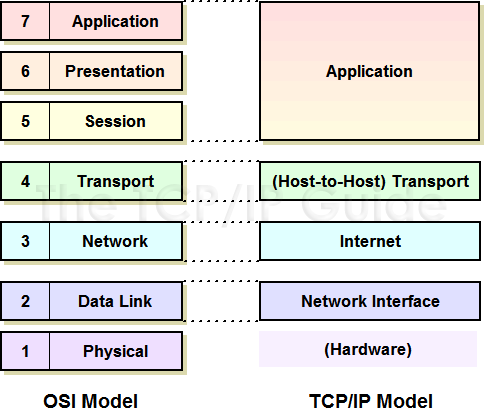 7 Application
6 Presentation
Application
5 Session
4 Transport
(Host-to-Host) Transport
The TCP/IP Guide
3 Network
Internet
2 Data Link
Network Interface
1 Physical
(Hardware)
OSI Model
TCP/IP Model